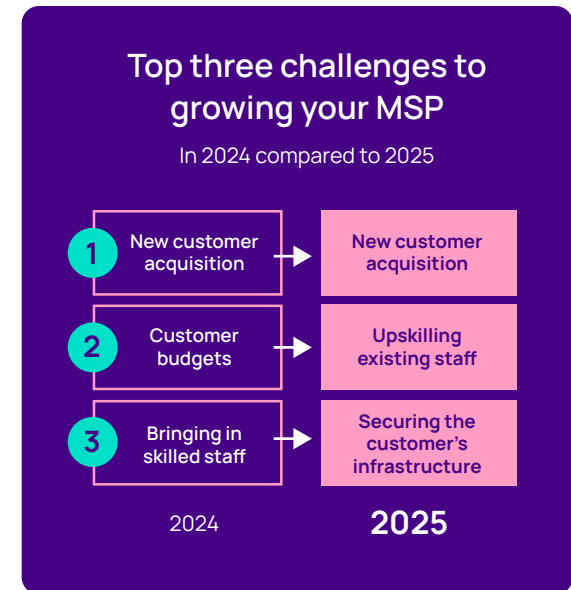 Top three challenges to
growing your MSP
In 2024 compared to 2025
1
New customer
acquisition
New customer
acquisition
2
Customer
budgets
Upskilling
existing staff
3
Bringing in
skilled staff
Securing the
customer's
infrastructure
2024
2025